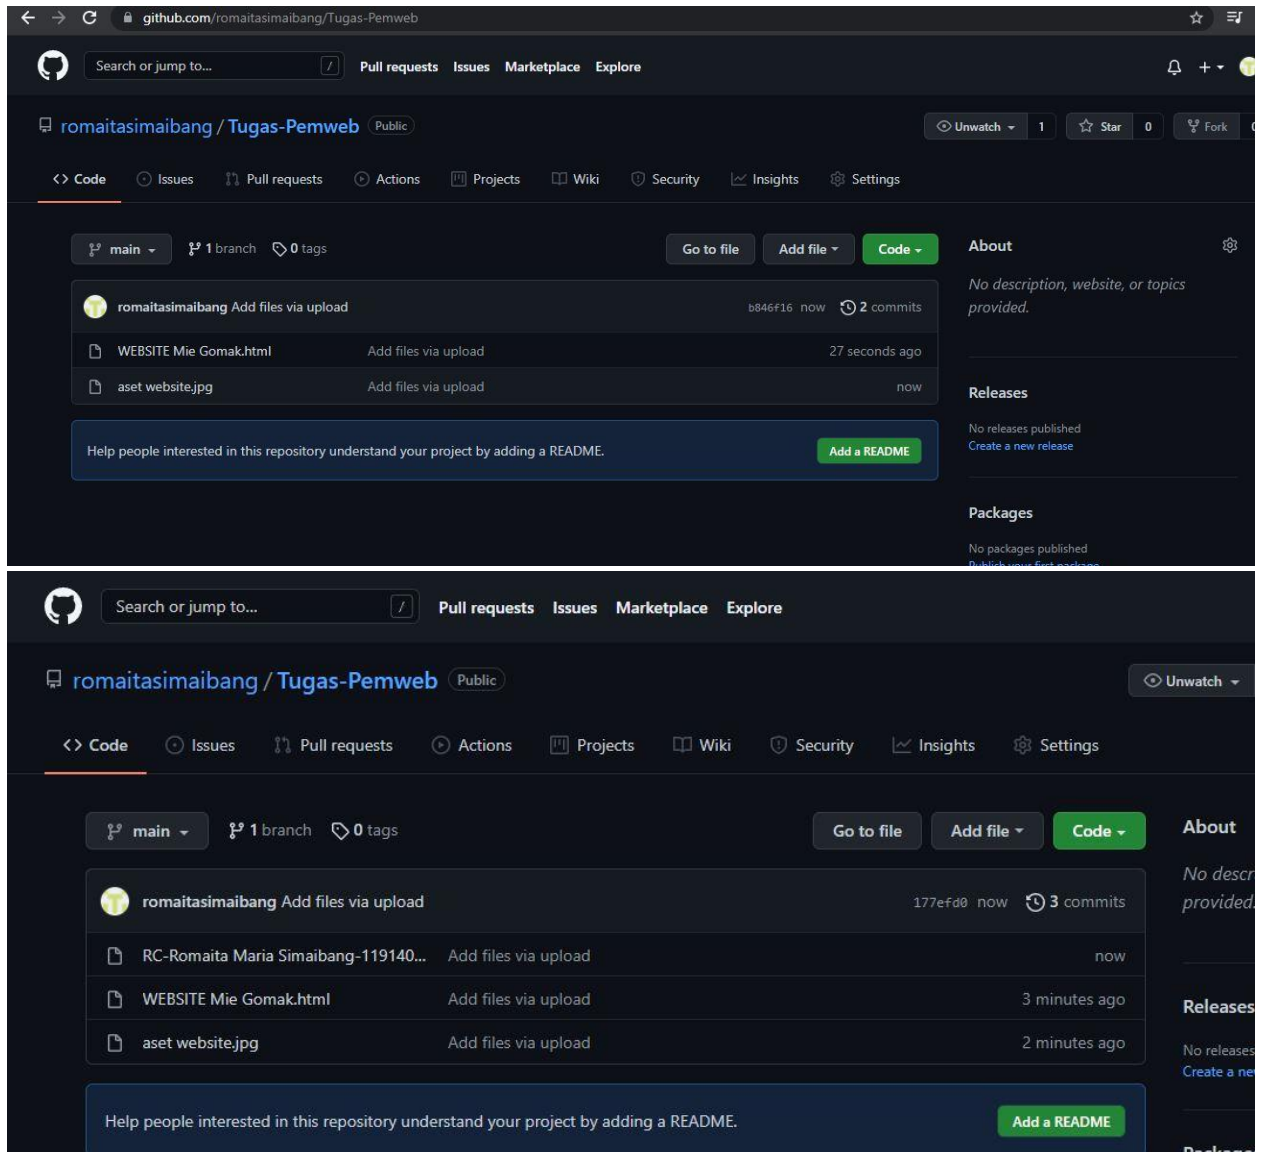 github.com/romaitasimaibang/Tugas-Pemweb
Search or jump to... / Pull requests Issues Marketplace Explore
romaitasimaibang / Tugas-Pemweb Public Unwatch 1 Star 0 Fork
Code Issues Pull requests Actions Projects Wiki Security Insights Settings
main 1 branch 0 tags Go to file Add file Code
romaitasimaibang Add files via upload b846f16 now 2 commits
WEBSITE Mie Gomak.html Add files via upload 27 seconds ago
aset website.jpg Add files via upload now
Help people interested in this repository understand your project by adding a README. Add a README
About
No description, website, or topics
provided.
Releases
No releases published
Create a new release
Packages
No packages published
Publish your first package
Search or jump to... / Pull requests Issues Marketplace Explore
romaitasimaibang / Tugas-Pemweb Public Unwatch
Code Issues Pull requests Actions Projects Wiki Security Insights Settings
main 1 branch 0 tags Go to file Add file Code
romaitasimaibang Add files via upload 177efd0 now 3 commits
RC-Romaita Maria Simaibang-119140... Add files via upload now
WEBSITE Mie Gomak.html Add files via upload 3 minutes ago
aset website.jpg Add files via upload 2 minutes ago
Help people interested in this repository understand your project by adding a README. Add a README
About
No descr
provided.
Releases
No releases
Create a ne